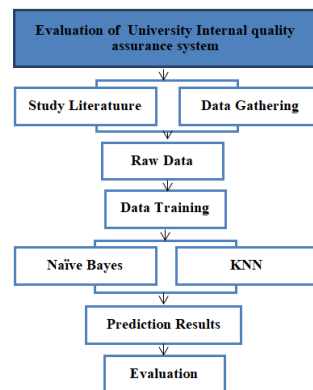 Evaluation of University Internal quality
assurance system
Study Literatuure
Data Gathering
Raw Data
Data Training
Naïve Bayes
KNN
Prediction Results
Evaluation